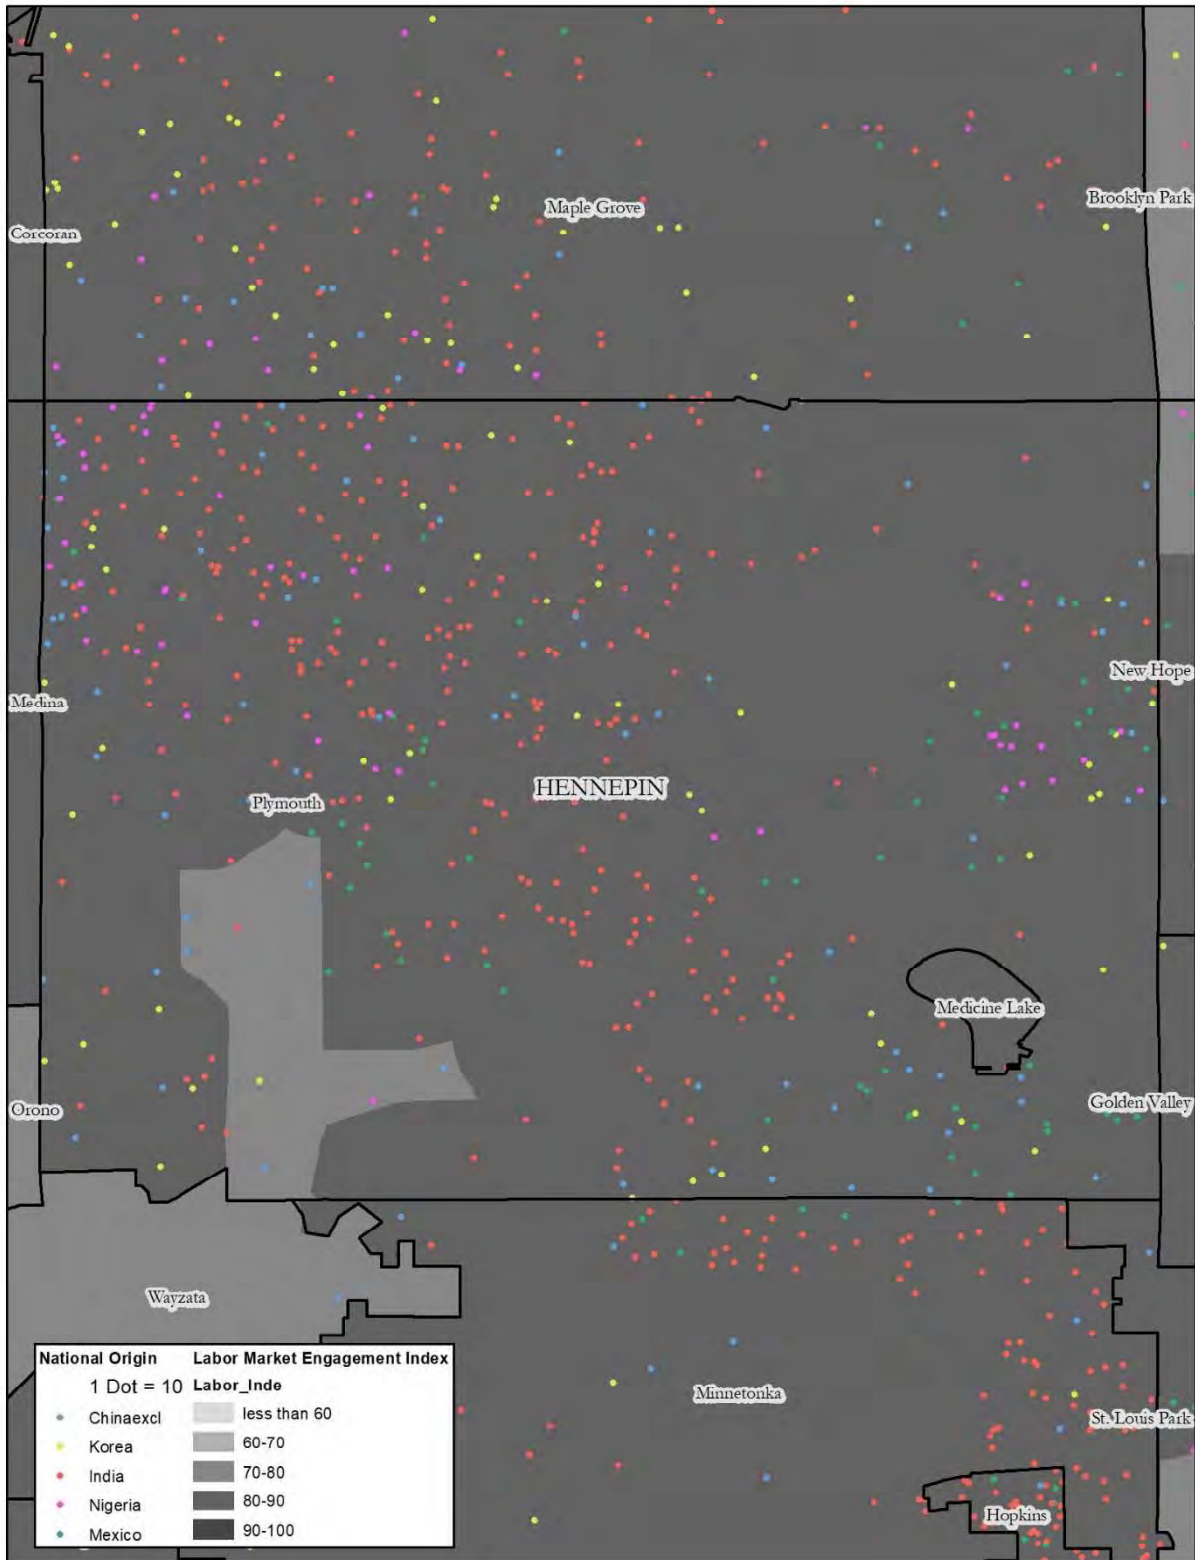 Maple Grove
Brooklyn Park
Corcoran
New Hope
Medina
HENNEPIN
Plymouth
Medicine Lake
Orono
Golden Valley
Wayzata
Minnetonka
St. Louis Park
Hopkins
National Origin
1 Dot = 10
Chinaexcl
Korea
India
Nigeria
Mexico
Labor Market Engagement Index
Labor_Inde
less than 60
60-70
70-80
80-90
90-100